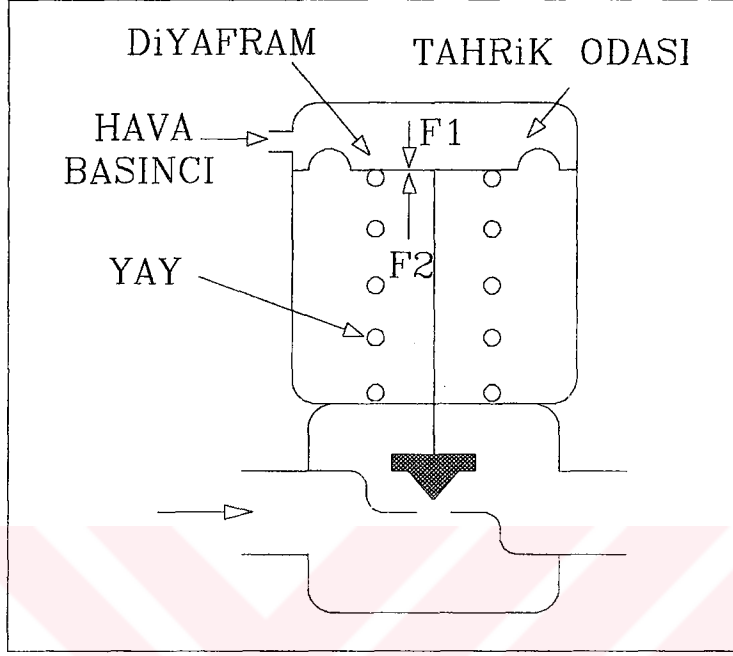 DiYAFRAM
TAHRiK ODASI
HAVA
BASINCI
F1
F2
YAY